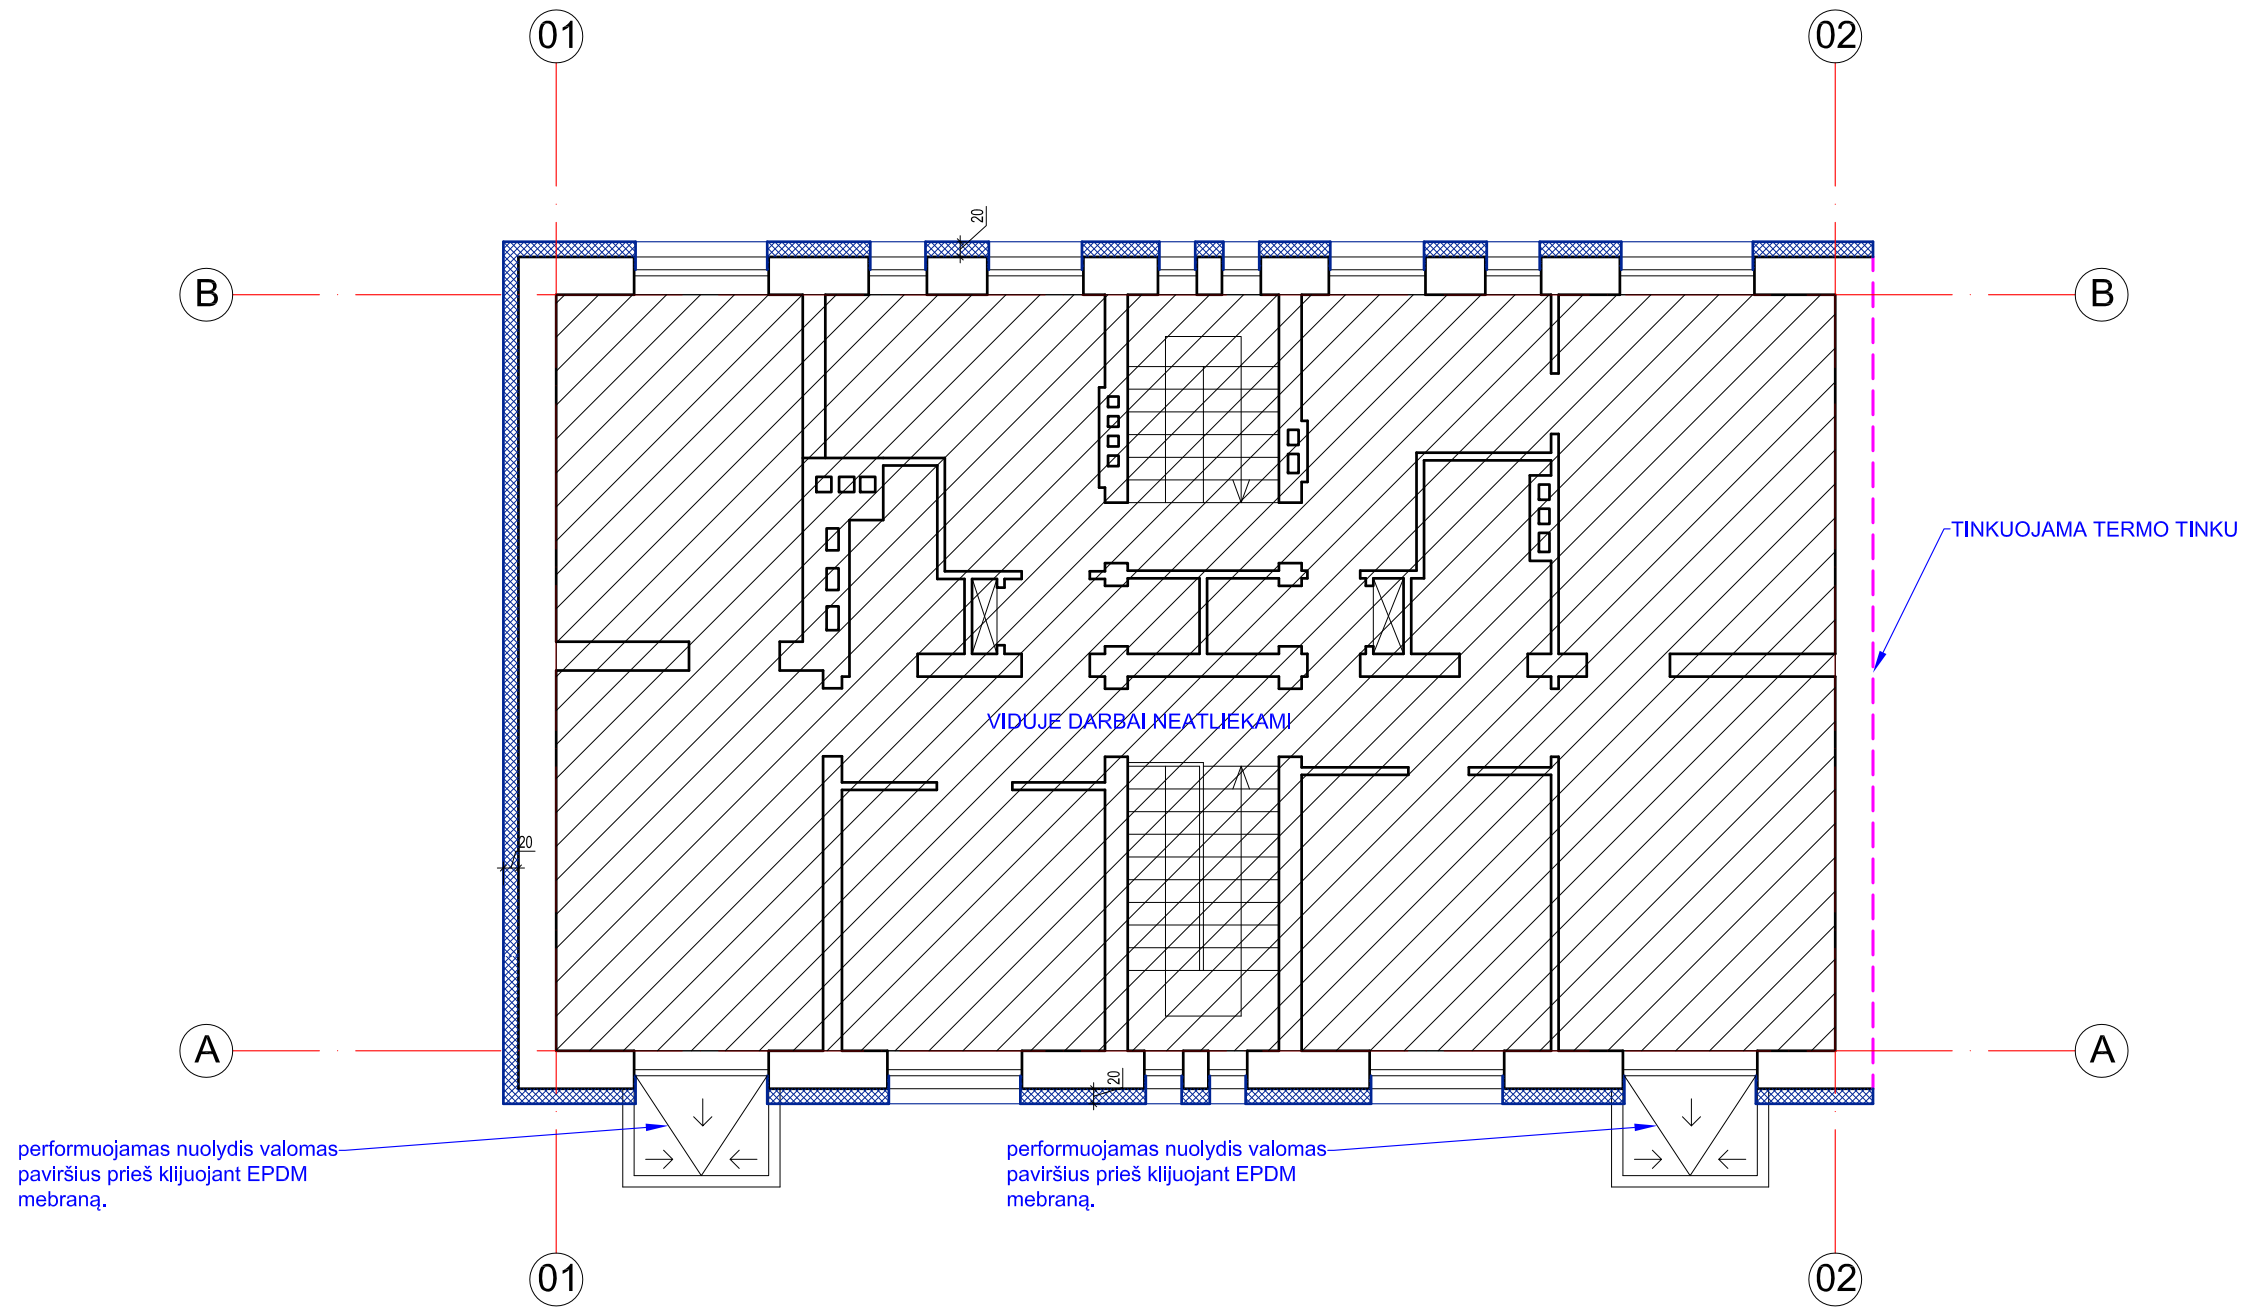 01
02
20
B
B
TINKUOJAMA TERMO TINKU
VIDUJE DARBAI NEATLIEKAMI
20
A
A
20
performuojamas nuolydis valomas
paviršius prieš klijuojant EPDM
mebraną.
performuojamas nuolydis valomas
paviršius prieš klijuojant EPDM
mebraną.
01
02